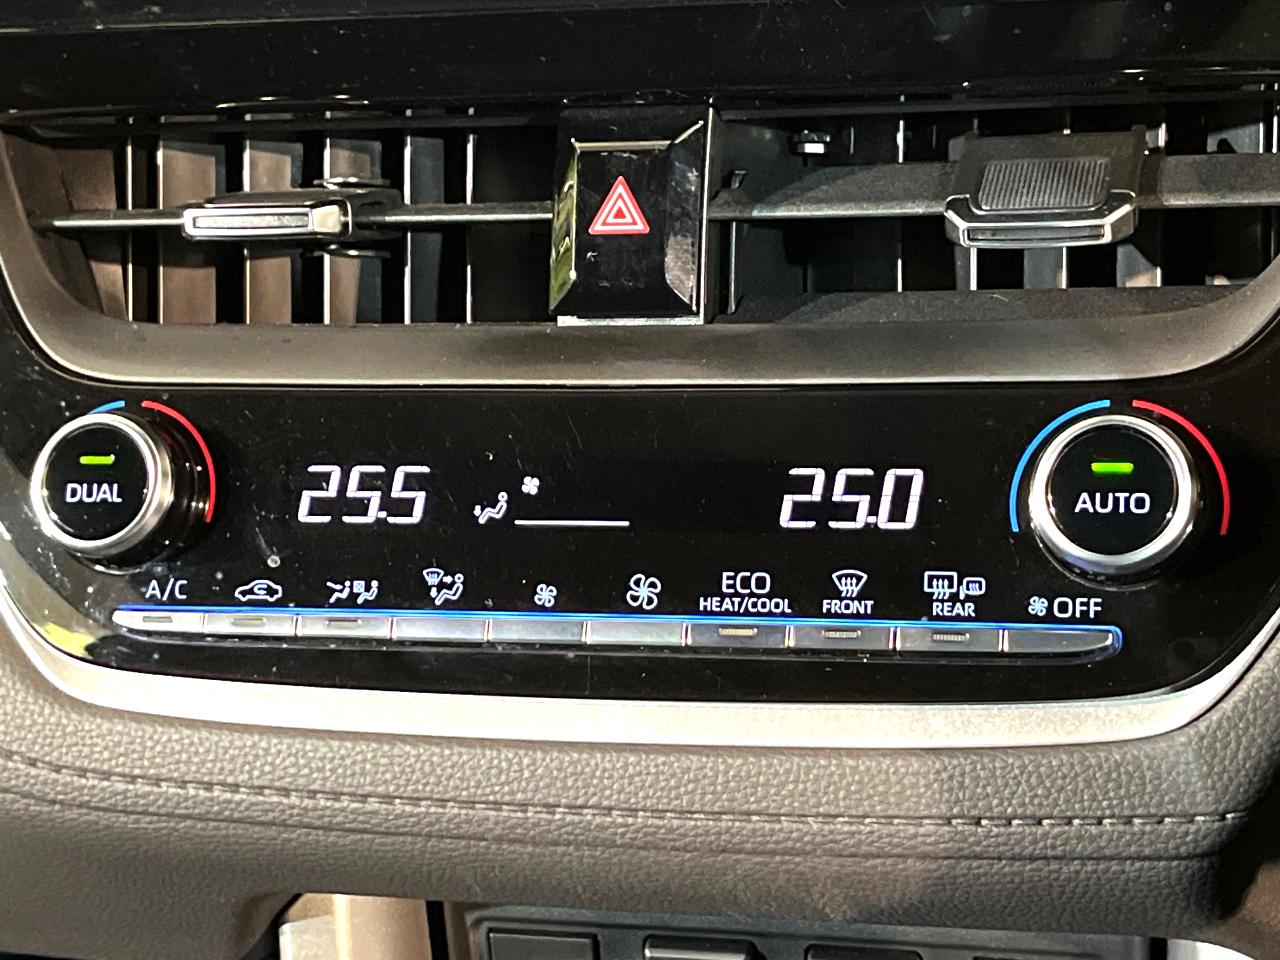 DUAL
25.5
25.0
AUTO
A/C
ECO
HEAT/COOL
FRONT
REAR
OFF